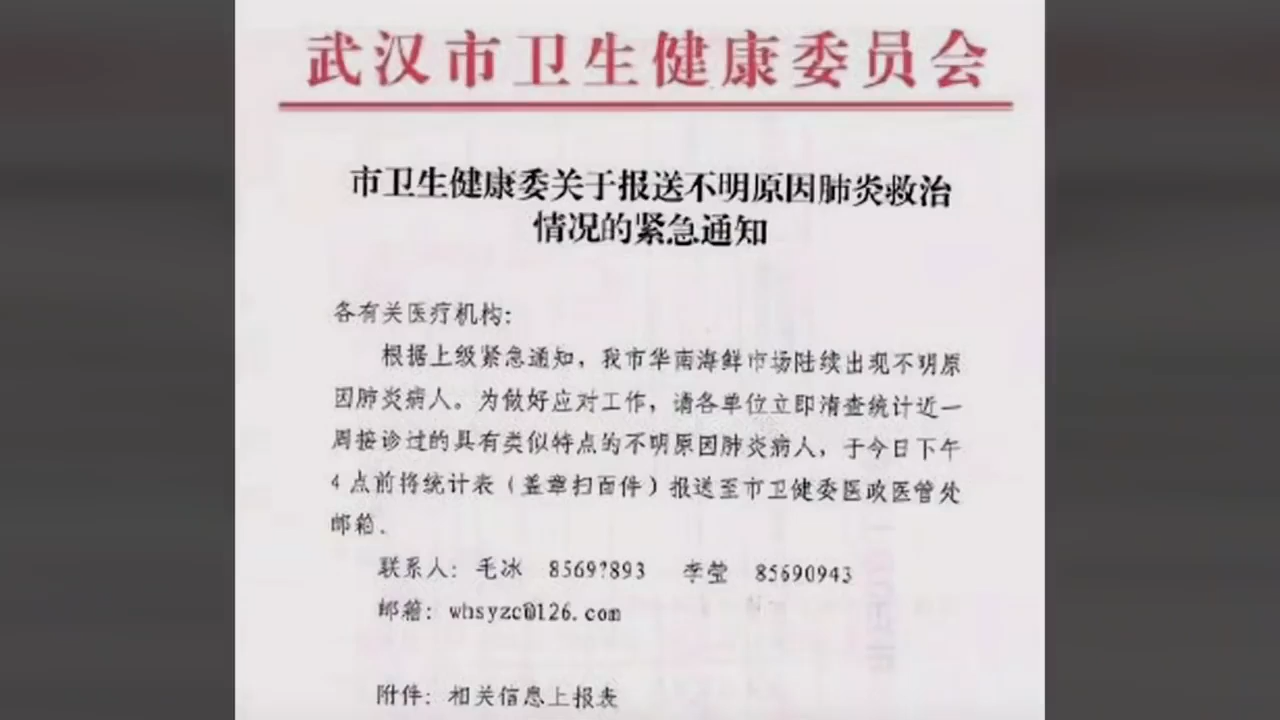 武汉市卫生健康委员会
市卫生健康委关于报送不明原因肺炎救治
情况的紧急通知
各有关医疗机构:
根据上级紧急通知，我市华南海鲜市场陆续出现不明原
因肺炎病人。为做好应对工作，请各单位立即清查统计近一
周接诊过的具有类似特点的不明原因肺炎病人，于今日下午
4点前将统计表（盖章扫面件）报送至市卫健委医政医管处
邮箱.
联系人: 毛冰 李莹 85690943
邮箱: whsyzc@126.com
附件: 相关信息上报表